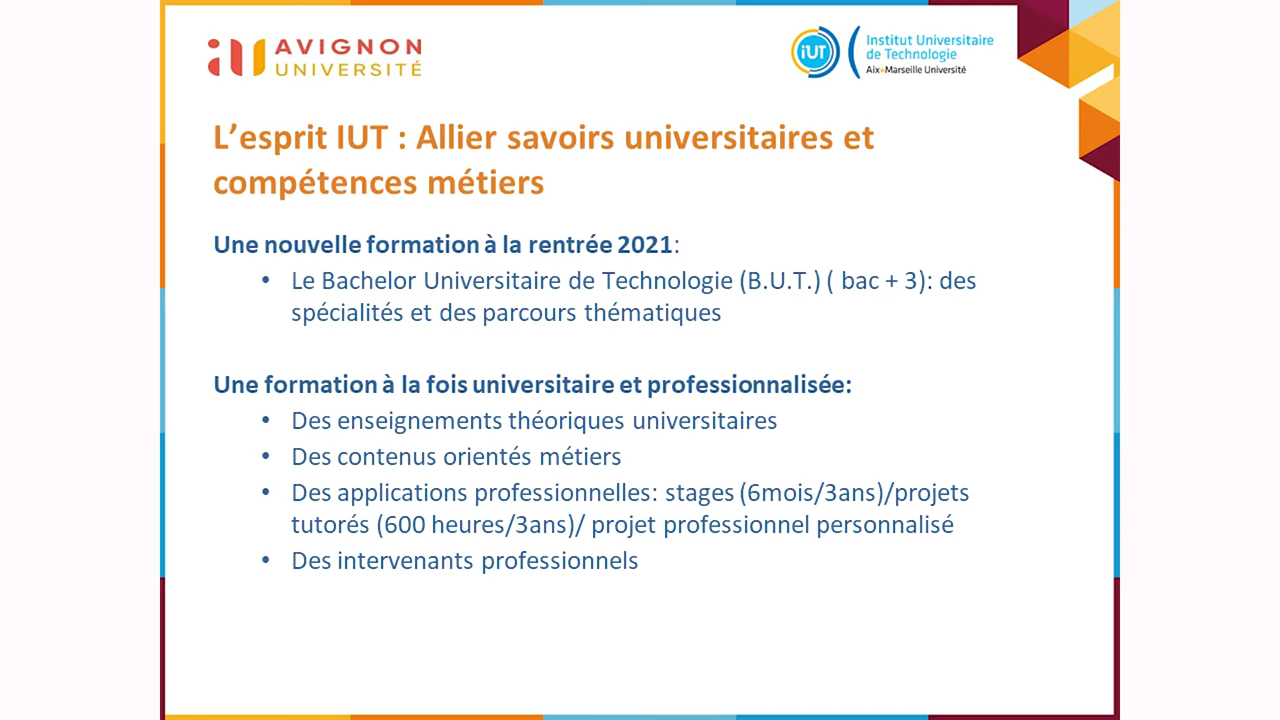 AVIGNON
UNIVERSITÉ
iUT
Institut Universitaire
de Technologie
Aix+Marseille Université
L'esprit IUT : Allier savoirs universitaires et
compétences métiers
Une nouvelle formation à la rentrée 2021:
• Le Bachelor Universitaire de Technologie (B.U.T.) ( bac + 3): des
spécialités et des parcours thématiques
Une formation à la fois universitaire et professionnalisée:
• Des enseignements théoriques universitaires
• Des contenus orientés métiers
• Des applications professionnelles: stages (6mois/3ans)/projets
tutorés (600 heures/3ans)/ projet professionnel personnalisé
• Des intervenants professionnels